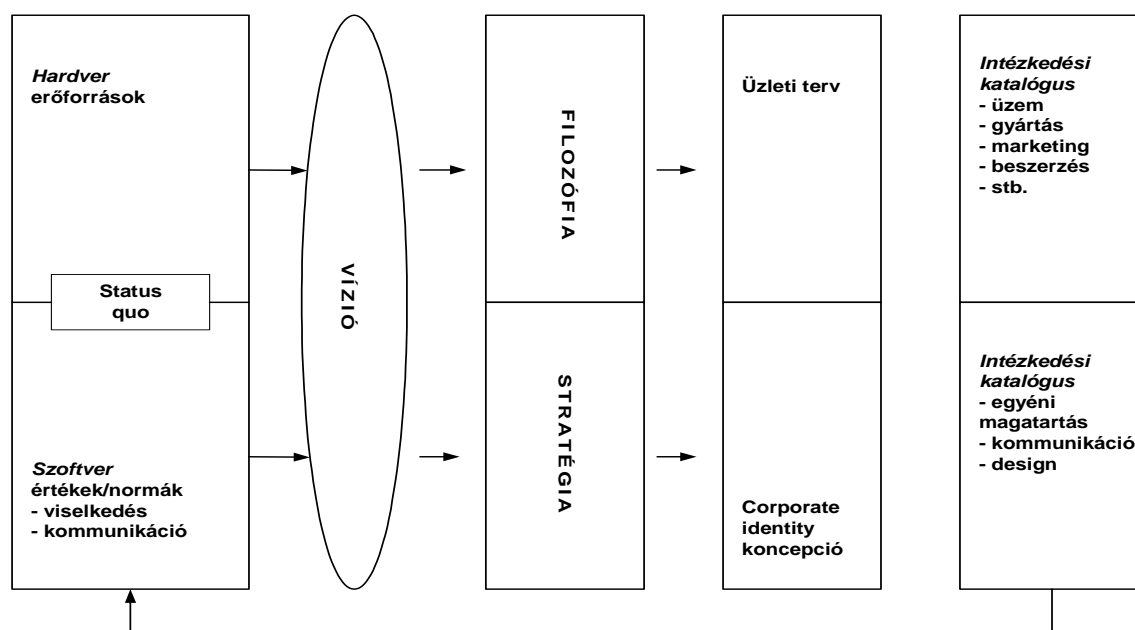 Hardver
erőforrások
Status
quo
Szoftver
értékek/normák
- viselkedés
- kommunikáció
VÍZIÓ
FILOZÓFIA
STRATÉGIA
Üzleti terv
Corporate
identity
koncepció
Intézkedési
katalógus
- üzem
- gyártás
- marketing
- beszerzés
- stb.
Intézkedési
katalógus
- egyéni
magatartás
- kommunikáció
- design